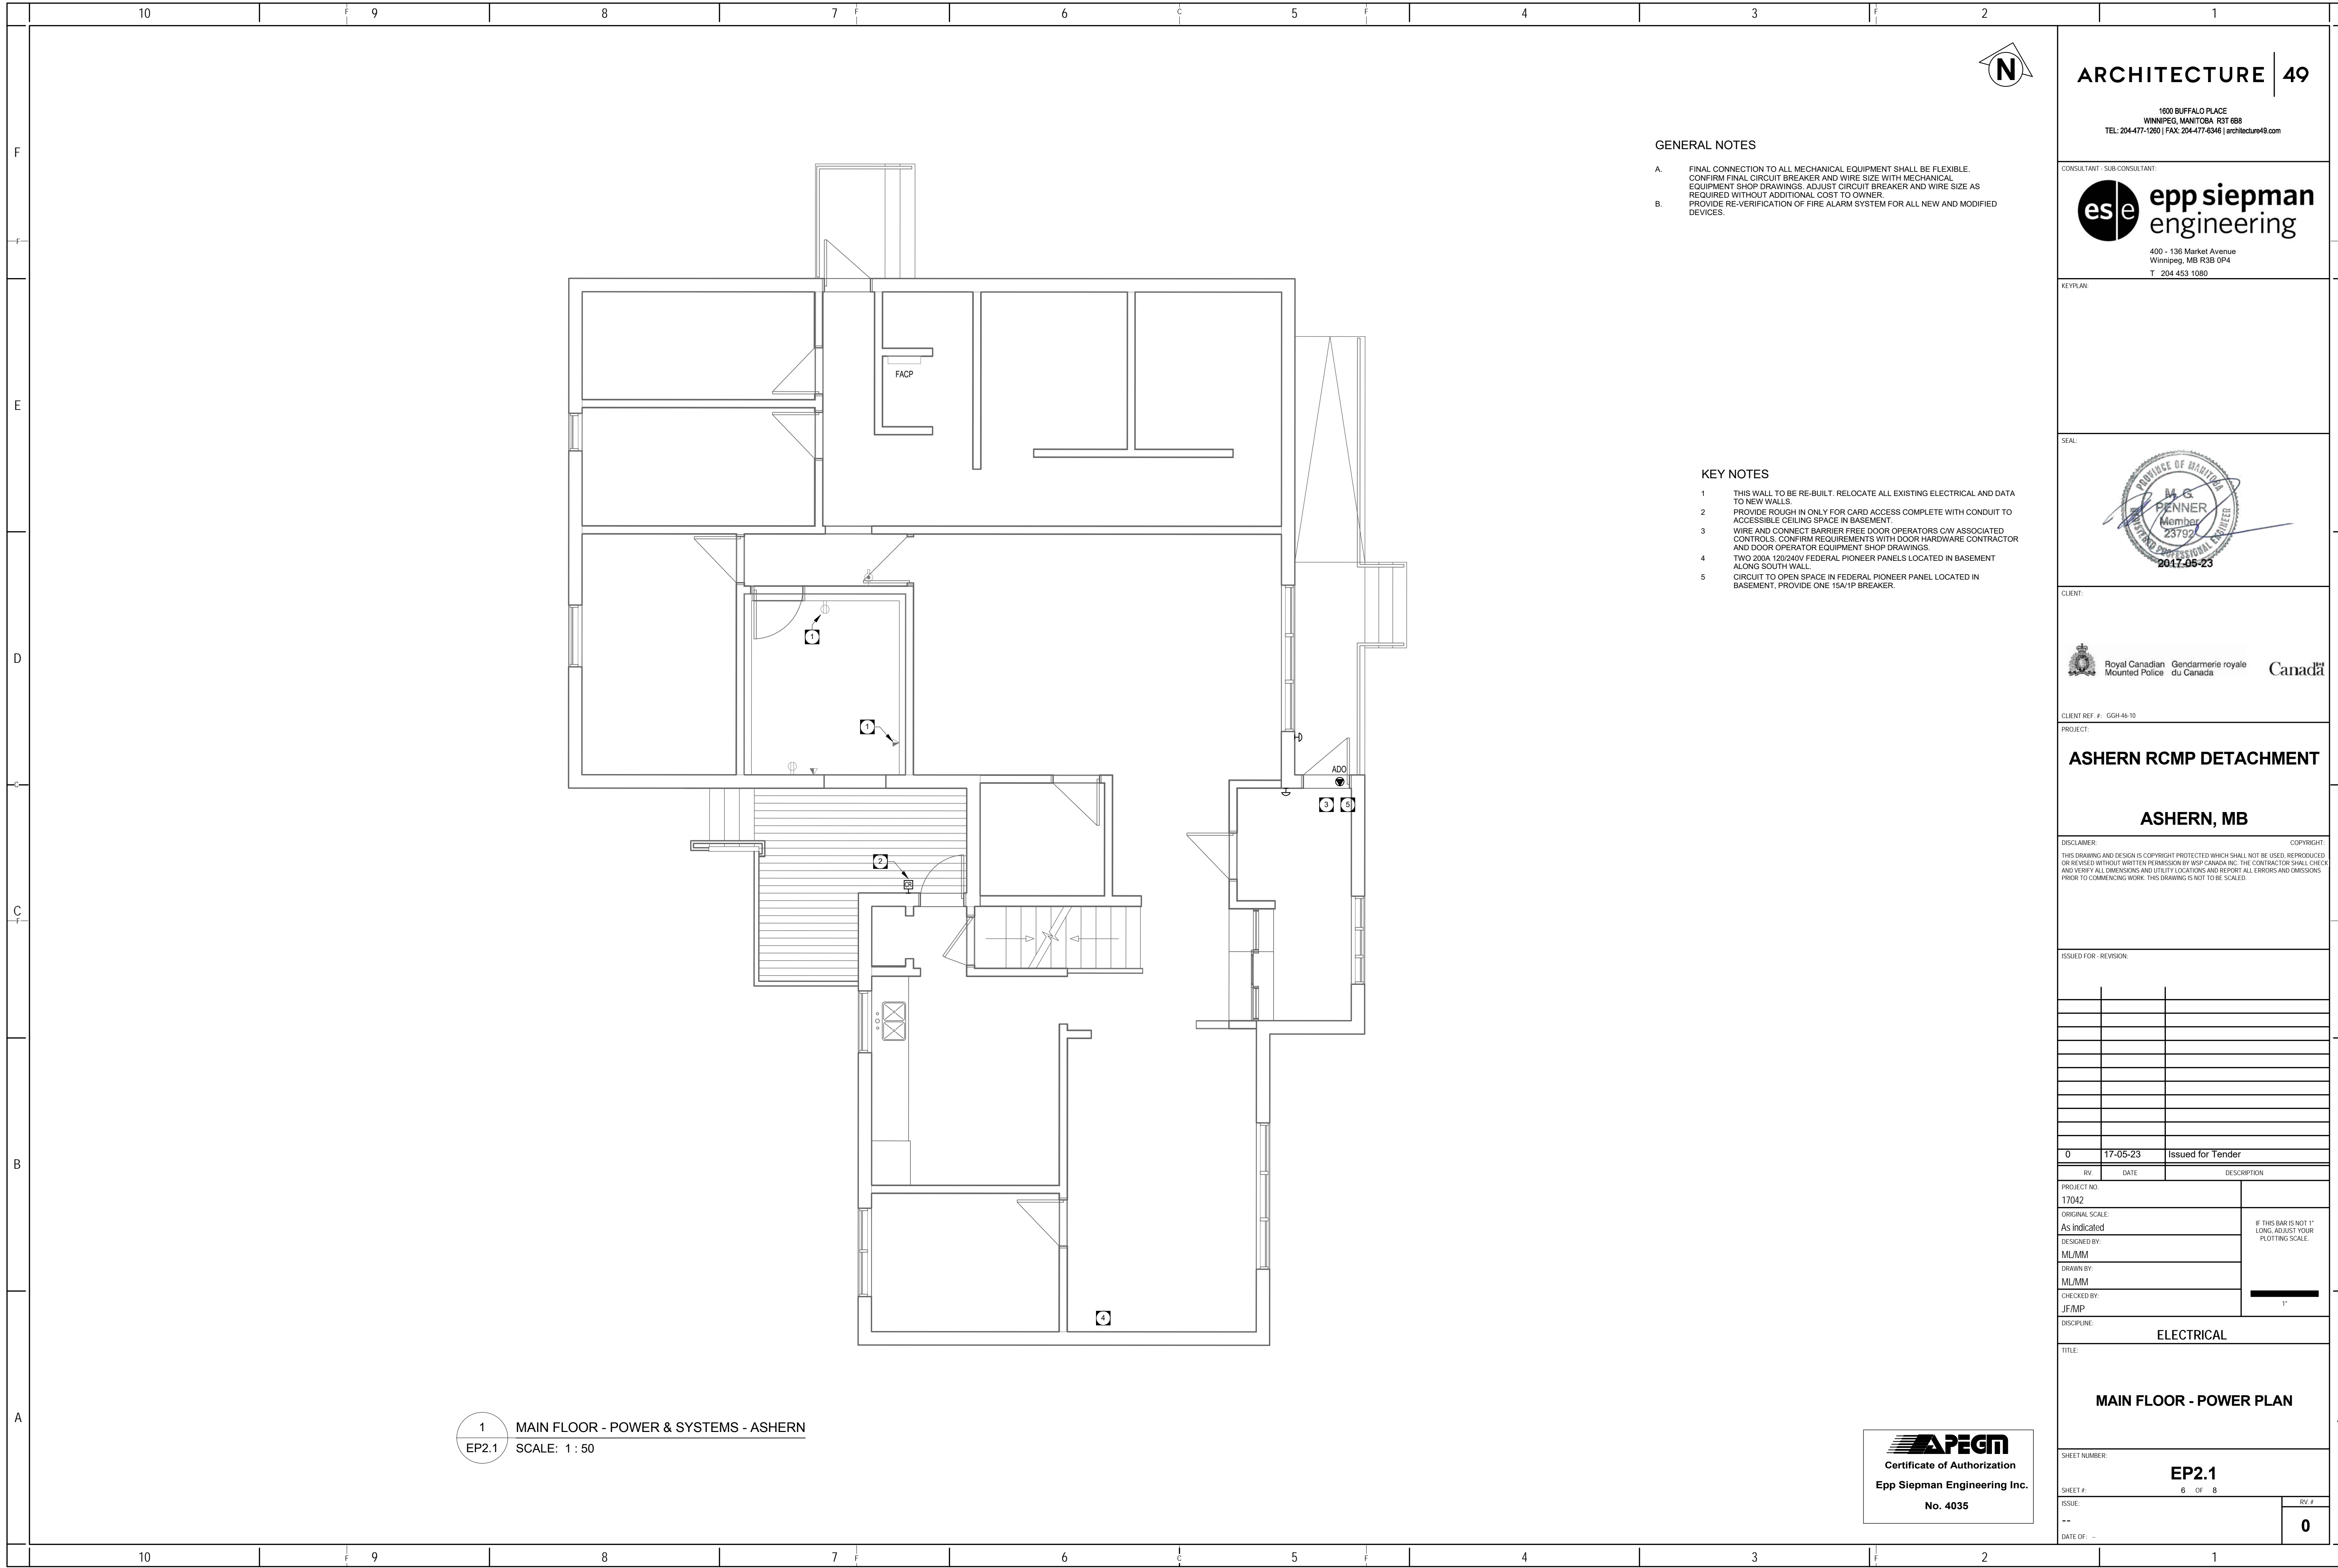 10 F 9 8 7 F 6 C 5 F 4 3 F 2 1
F
F
E
D
C
C
F
B
A
N
GENERAL NOTES
A. FINAL CONNECTION TO ALL MECHANICAL EQUIPMENT SHALL BE FLEXIBLE.
CONFIRM FINAL CIRCUIT BREAKER AND WIRE SIZE WITH MECHANICAL
EQUIPMENT SHOP DRAWINGS. ADJUST CIRCUIT BREAKER AND WIRE SIZE AS
REQUIRED WITHOUT ADDITIONAL COST TO OWNER.
B. PROVIDE RE-VERIFICATION OF FIRE ALARM SYSTEM FOR ALL NEW AND MODIFIED
DEVICES.
KEY NOTES
1 THIS WALL TO BE RE-BUILT. RELOCATE ALL EXISTING ELECTRICAL AND DATA
TO NEW WALLS.
2 PROVIDE ROUGH IN ONLY FOR CARD ACCESS COMPLETE WITH CONDUIT TO
ACCESSIBLE CEILING SPACE IN BASEMENT.
3 WIRE AND CONNECT BARRIER FREE DOOR OPERATORS C/W ASSOCIATED
CONTROLS. CONFIRM REQUIREMENTS WITH DOOR HARDWARE CONTRACTOR
AND DOOR OPERATOR EQUIPMENT SHOP DRAWINGS.
4 TWO 200A 120/240V FEDERAL PIONEER PANELS LOCATED IN BASEMENT
ALONG SOUTH WALL.
5 CIRCUIT TO OPEN SPACE IN FEDERAL PIONEER PANEL LOCATED IN
BASEMENT, PROVIDE ONE 15A/1P BREAKER.
FACP
1
1
ADO
3 5
2
CR
4
1
EP2.1
MAIN FLOOR - POWER & SYSTEMS - ASHERN
SCALE: 1 : 50
APEGM
Certificate of Authorization
Epp Siepman Engineering Inc.
No. 4035
ARCHITECTURE 49
1600 BUFFALO PLACE
WINNIPEG, MANITOBA R3T 6B8
TEL: 204-477-1260 | FAX: 204-477-6346 | architecture49.com
CONSULTANT - SUB-CONSULTANT:
es e
epp siepman
engineering
400 - 136 Market Avenue
Winnipeg, MB R3B 0P4
T 204 453 1080
KEYPLAN:
SEAL:
PROVINCE OF MANITOBA
M. G.
PENNER
Member
23792
REGISTERED PROFESSIONAL ENGINEER
2017-05-23
CLIENT:
Royal Canadian Gendarmerie royale
Mounted Police du Canada
Canada
CLIENT REF. #: GGH-46-10
PROJECT:
ASHERN RCMP DETACHMENT
ASHERN, MB
DISCLAIMER: COPYRIGHT:
THIS DRAWING AND DESIGN IS COPYRIGHT PROTECTED WHICH SHALL NOT BE USED, REPRODUCED
OR REVISED WITHOUT WRITTEN PERMISSION BY WSP CANADA INC. THE CONTRACTOR SHALL CHECK
AND VERIFY ALL DIMENSIONS AND UTILITY LOCATIONS AND REPORT ALL ERRORS AND OMISSIONS
PRIOR TO COMMENCING WORK. THIS DRAWING IS NOT TO BE SCALED.
ISSUED FOR - REVISION:
0 17-05-23 Issued for Tender
RV. DATE DESCRIPTION
PROJECT NO.
17042
ORIGINAL SCALE:
As indicated
IF THIS BAR IS NOT 1"
LONG, ADJUST YOUR
PLOTTING SCALE.
1"
DESIGNED BY:
ML/MM
DRAWN BY:
ML/MM
CHECKED BY:
JF/MP
DISCIPLINE:
ELECTRICAL
TITLE:
MAIN FLOOR - POWER PLAN
SHEET NUMBER:
EP2.1
SHEET #: 6 OF 8
ISSUE: RV. #
-- 0
DATE OF: --
10 F 9 8 7 F 6 C 5 F 4 3 F 2 1